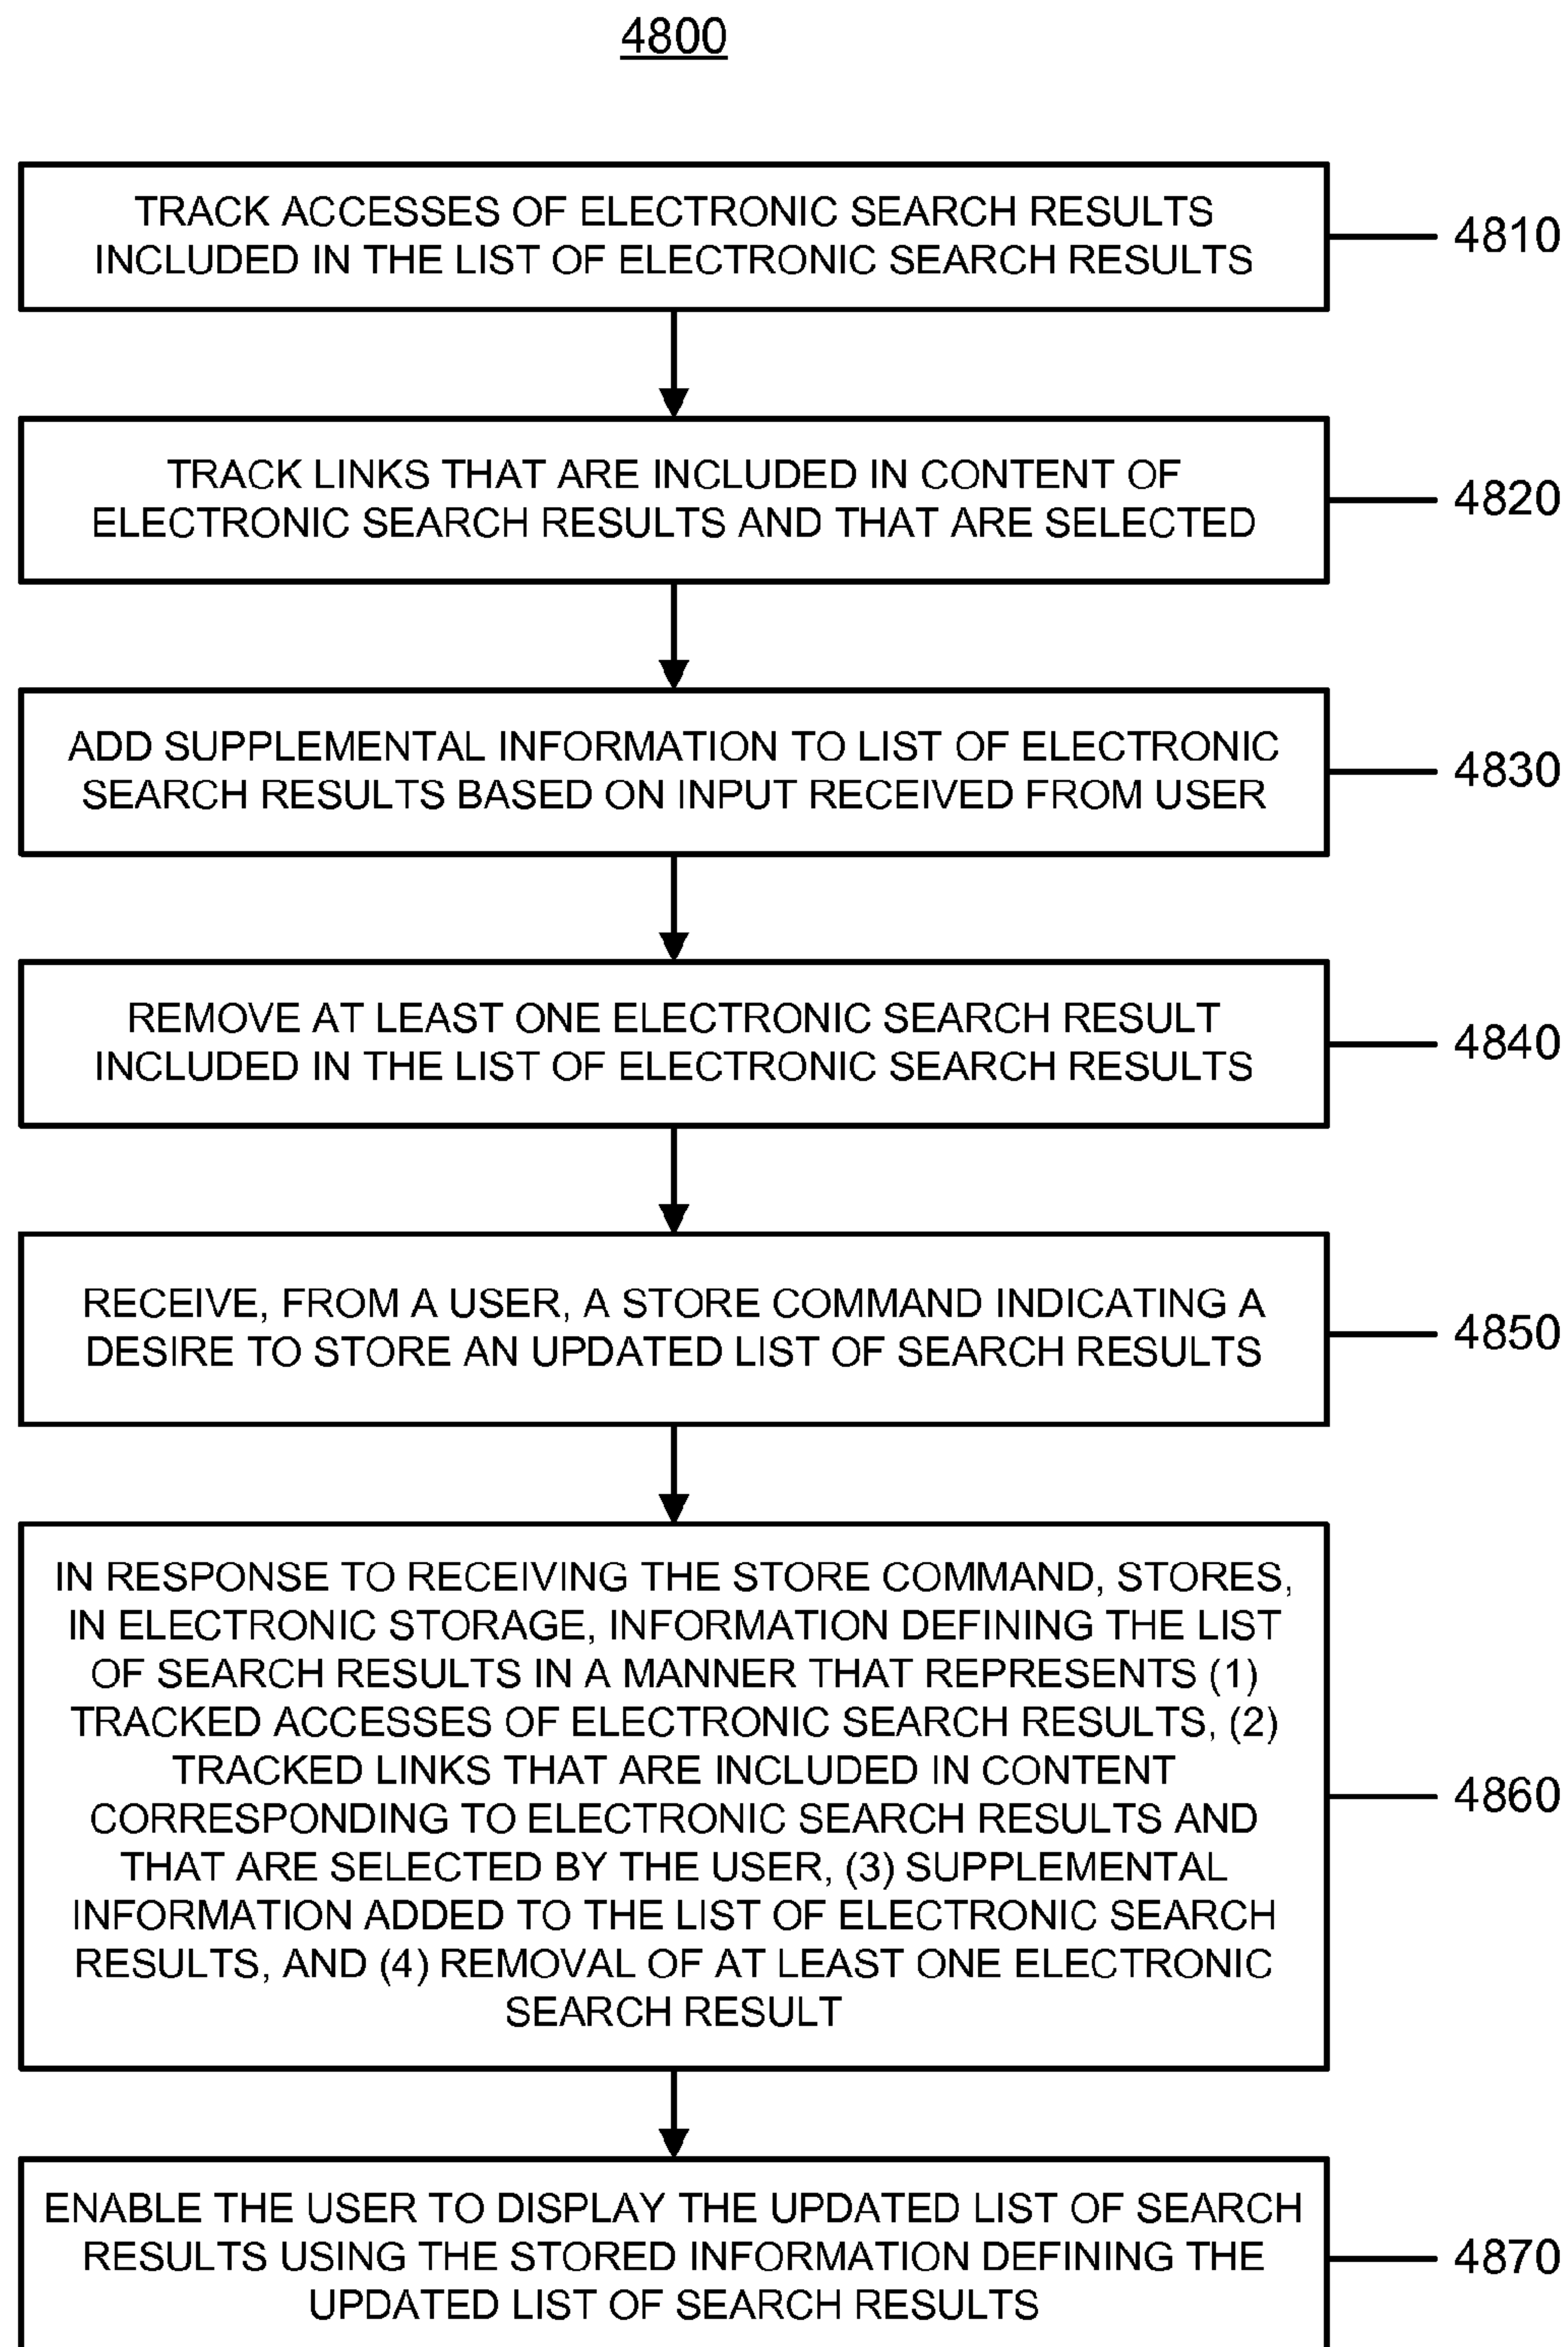 4800
TRACK ACCESSES OF ELECTRONIC SEARCH RESULTS
INCLUDED IN THE LIST OF ELECTRONIC SEARCH RESULTS
4810
TRACK LINKS THAT ARE INCLUDED IN CONTENT OF
ELECTRONIC SEARCH RESULTS AND THAT ARE SELECTED
4820
ADD SUPPLEMENTAL INFORMATION TO LIST OF ELECTRONIC
SEARCH RESULTS BASED ON INPUT RECEIVED FROM USER
4830
REMOVE AT LEAST ONE ELECTRONIC SEARCH RESULT
INCLUDED IN THE LIST OF ELECTRONIC SEARCH RESULTS
4840
RECEIVE, FROM A USER, A STORE COMMAND INDICATING A
DESIRE TO STORE AN UPDATED LIST OF SEARCH RESULTS
4850
IN RESPONSE TO RECEIVING THE STORE COMMAND, STORES,
IN ELECTRONIC STORAGE, INFORMATION DEFINING THE LIST
OF SEARCH RESULTS IN A MANNER THAT REPRESENTS (1)
TRACKED ACCESSES OF ELECTRONIC SEARCH RESULTS, (2)
TRACKED LINKS THAT ARE INCLUDED IN CONTENT
CORRESPONDING TO ELECTRONIC SEARCH RESULTS AND
THAT ARE SELECTED BY THE USER, (3) SUPPLEMENTAL
INFORMATION ADDED TO THE LIST OF ELECTRONIC SEARCH
RESULTS, AND (4) REMOVAL OF AT LEAST ONE ELECTRONIC
SEARCH RESULT
4860
ENABLE THE USER TO DISPLAY THE UPDATED LIST OF SEARCH
RESULTS USING THE STORED INFORMATION DEFINING THE
UPDATED LIST OF SEARCH RESULTS
4870